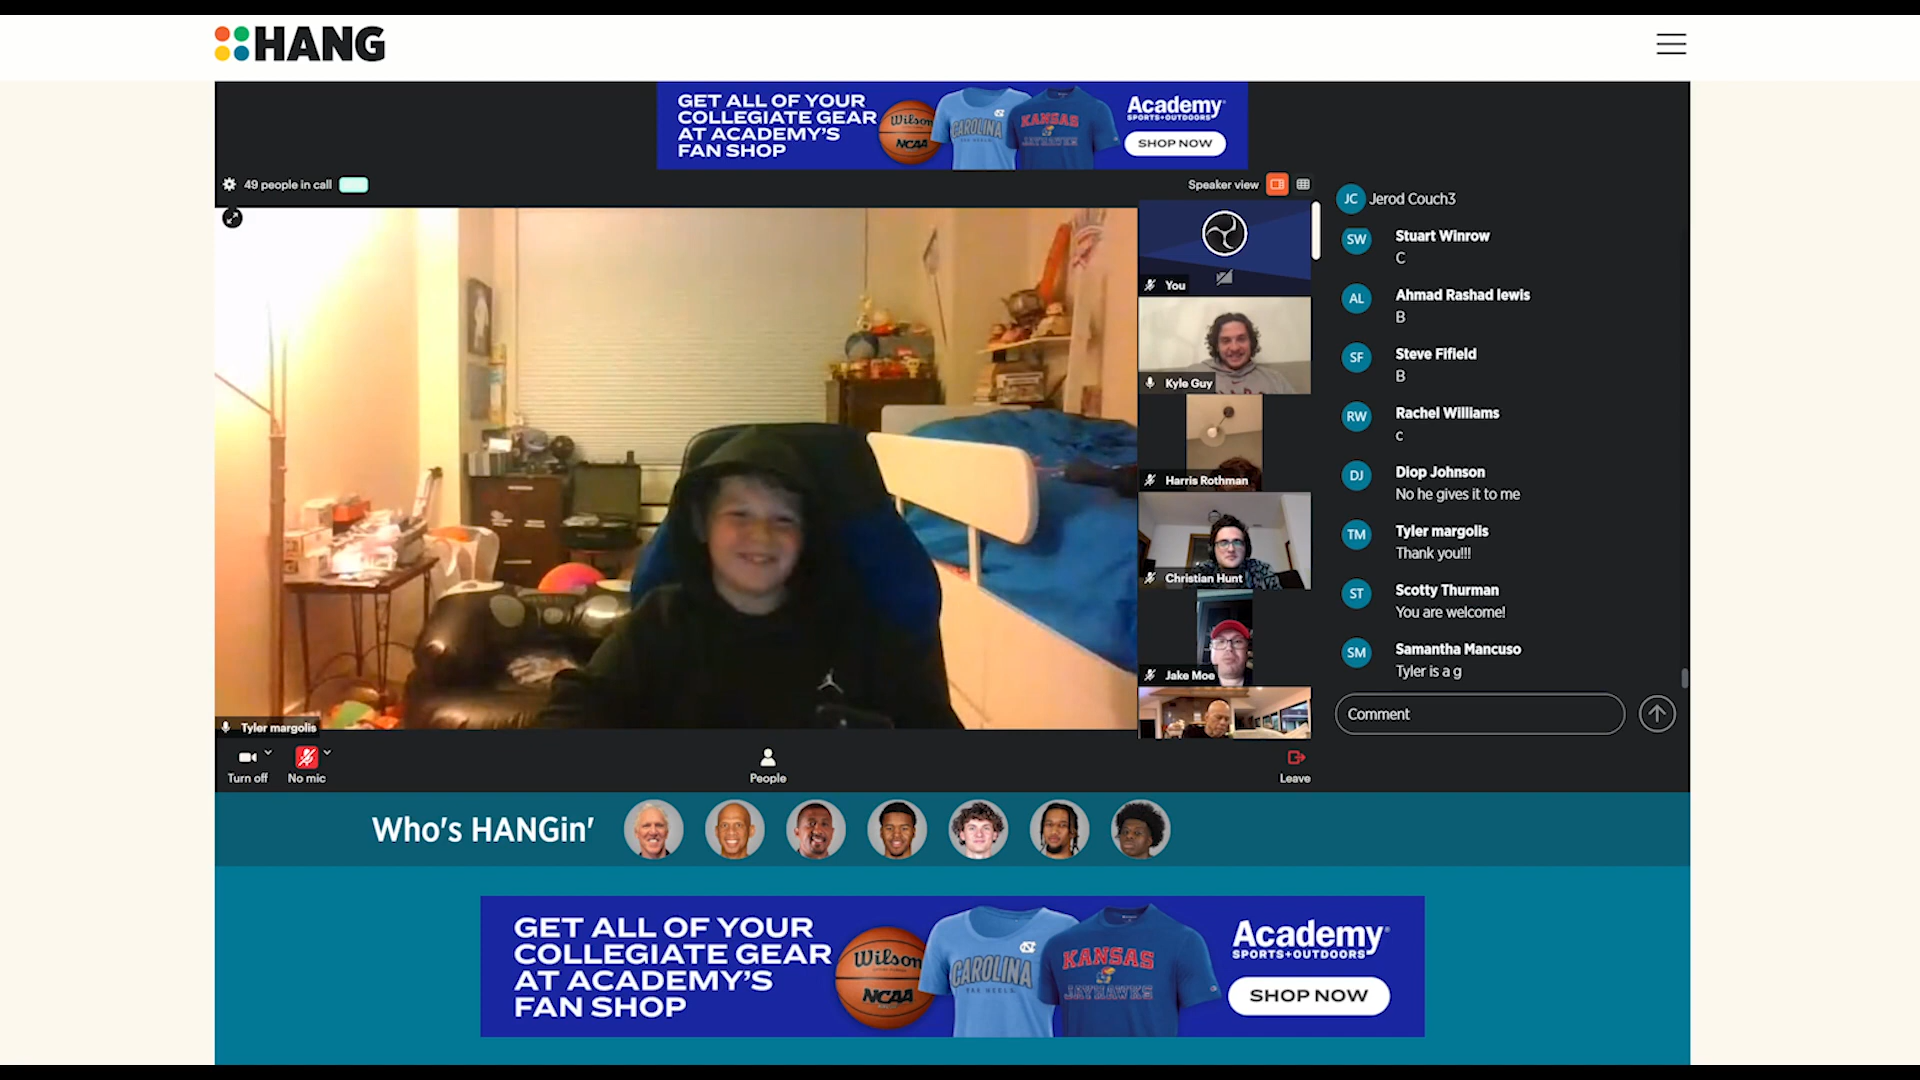 HANG
GET ALL OF YOUR
COLLEGIATE GEAR
AT ACADEMY'S
FAN SHOP
Wilson
NCAA
CAROLINA
TAR HEELS
KANSAS
JAYHAWKS
Academy
SPORTS+OUTDOORS
SHOP NOW
49 people in call
Speaker view
You
Kyle Guy
Harris Rothman
Christian Hunt
Jake Moe
Tyler margolis
Turn off
No mic
People
Leave
JC Jerod Couch3
SW Stuart Winrow
C
AL Ahmad Rashad lewis
B
SF Steve Fifield
B
RW Rachel Williams
c
DJ Diop Johnson
No he gives it to me
TM Tyler margolis
Thank you!!!
ST Scotty Thurman
You are welcome!
SM Samantha Mancuso
Tyler is a g
Comment
Who's HANGin'
GET ALL OF YOUR
COLLEGIATE GEAR
AT ACADEMY'S
FAN SHOP
Wilson
NCAA
CAROLINA
TAR HEELS
KANSAS
JAYHAWKS
Academy
SPORTS+OUTDOORS
SHOP NOW